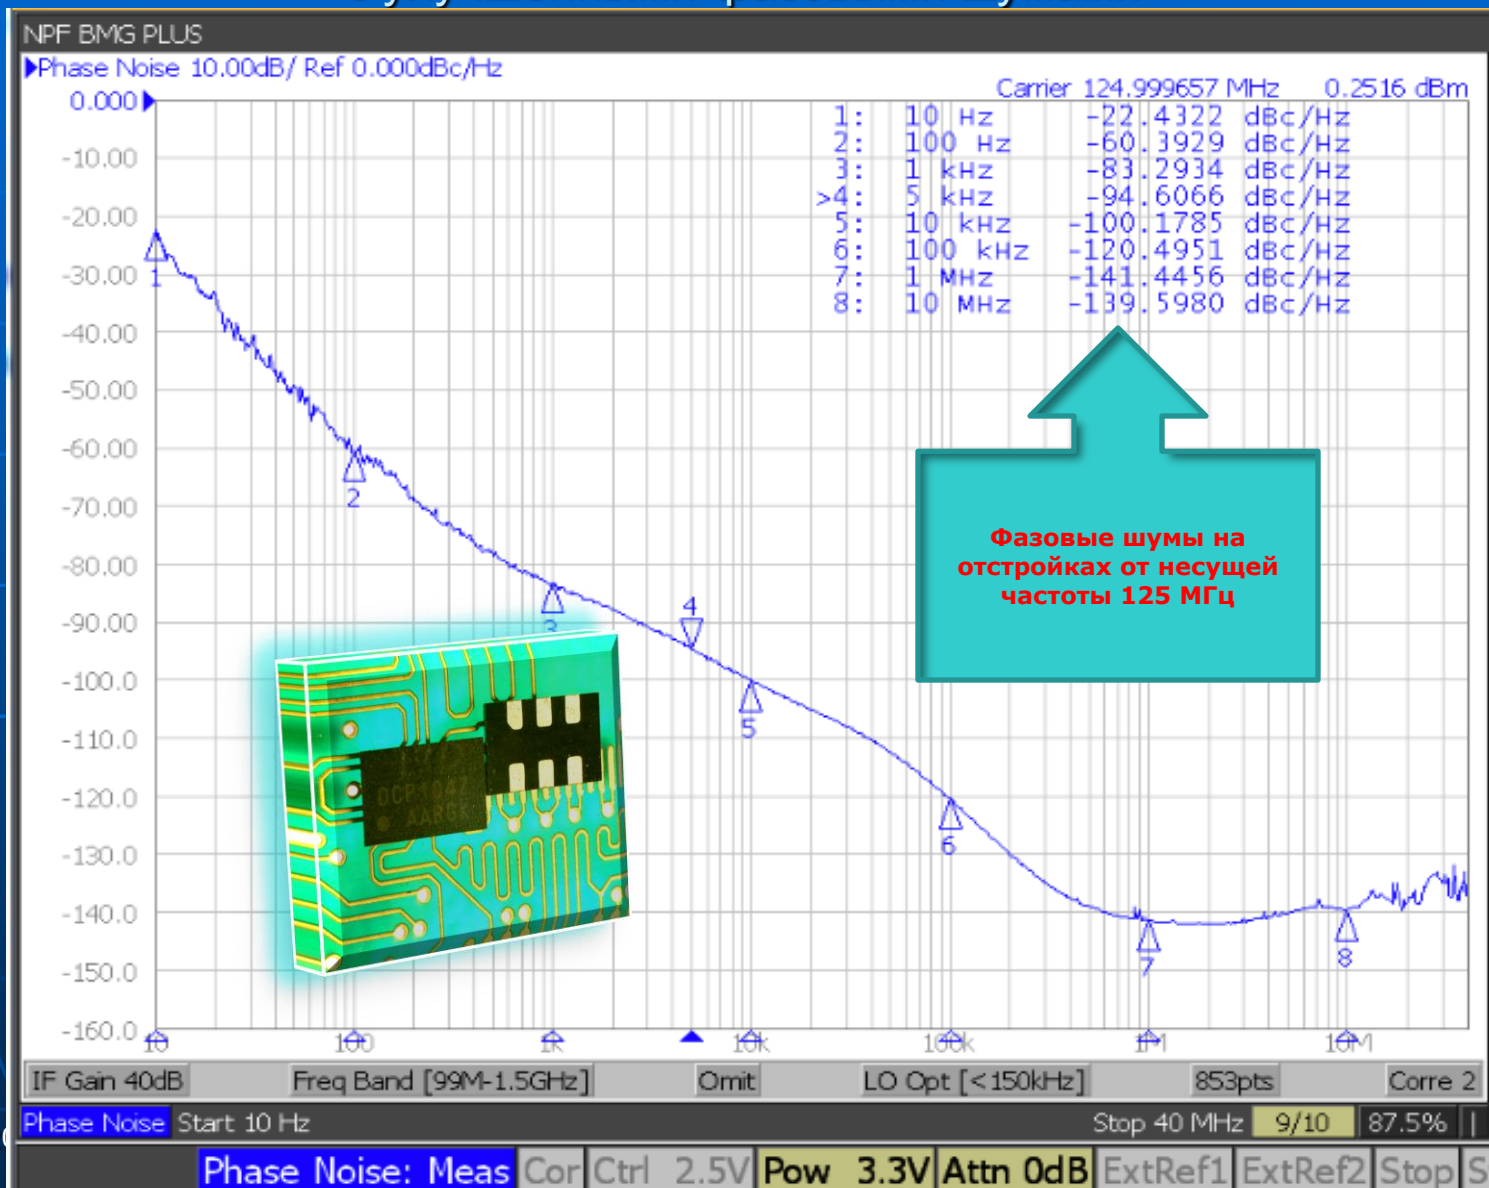 NPF BMG PLUS
Phase Noise 10.00dB/ Ref 0.000dBc/Hz
Carrier 124.999657 MHz 0.2516 dBm
1: 10 Hz -22.4322 dBc/Hz
2: 100 Hz -60.3929 dBc/Hz
3: 1 kHz -83.2934 dBc/Hz
>4: 5 kHz -94.6066 dBc/Hz
5: 10 kHz -100.1785 dBc/Hz
6: 100 kHz -120.4951 dBc/Hz
7: 1 MHz -141.4456 dBc/Hz
8: 10 MHz -139.5980 dBc/Hz
0.000
-10.00
-20.00
-30.00
-40.00
-50.00
-60.00
-70.00
-80.00
-90.00
-100.0
-110.0
-120.0
-130.0
-140.0
-150.0
-160.0
1
2
3
4
5
6
7
8
Фазовые шумы на
отстройках от несущей
частоты 125 МГц
10 100 1k 10k 100k 1M 10M
IF Gain 40dB Freq Band [99M-1.5GHz] Omit LO Opt [<150kHz] 853pts Corre 2
Phase Noise Start 10 Hz Stop 40 MHz 9/10 87.5%
Phase Noise: Meas Cor Ctrl 2.5V Pow 3.3V Attn 0dB ExtRef1 ExtRef2 Stop